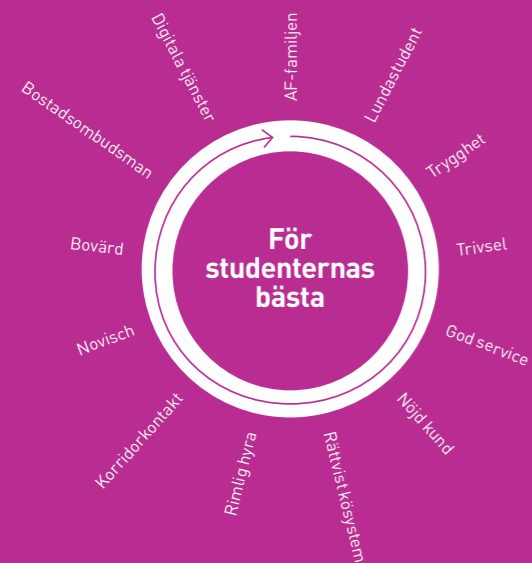 För
studenternas
bästa
AF-familjen
Lundastudent
Trygghet
Trivsel
God service
Nöjd kund
Rättvist kösystem
Rimlig hyra
Korridorkontakt
Novisch
Bovärd
Bostadsombudsman
Digitala tjänster